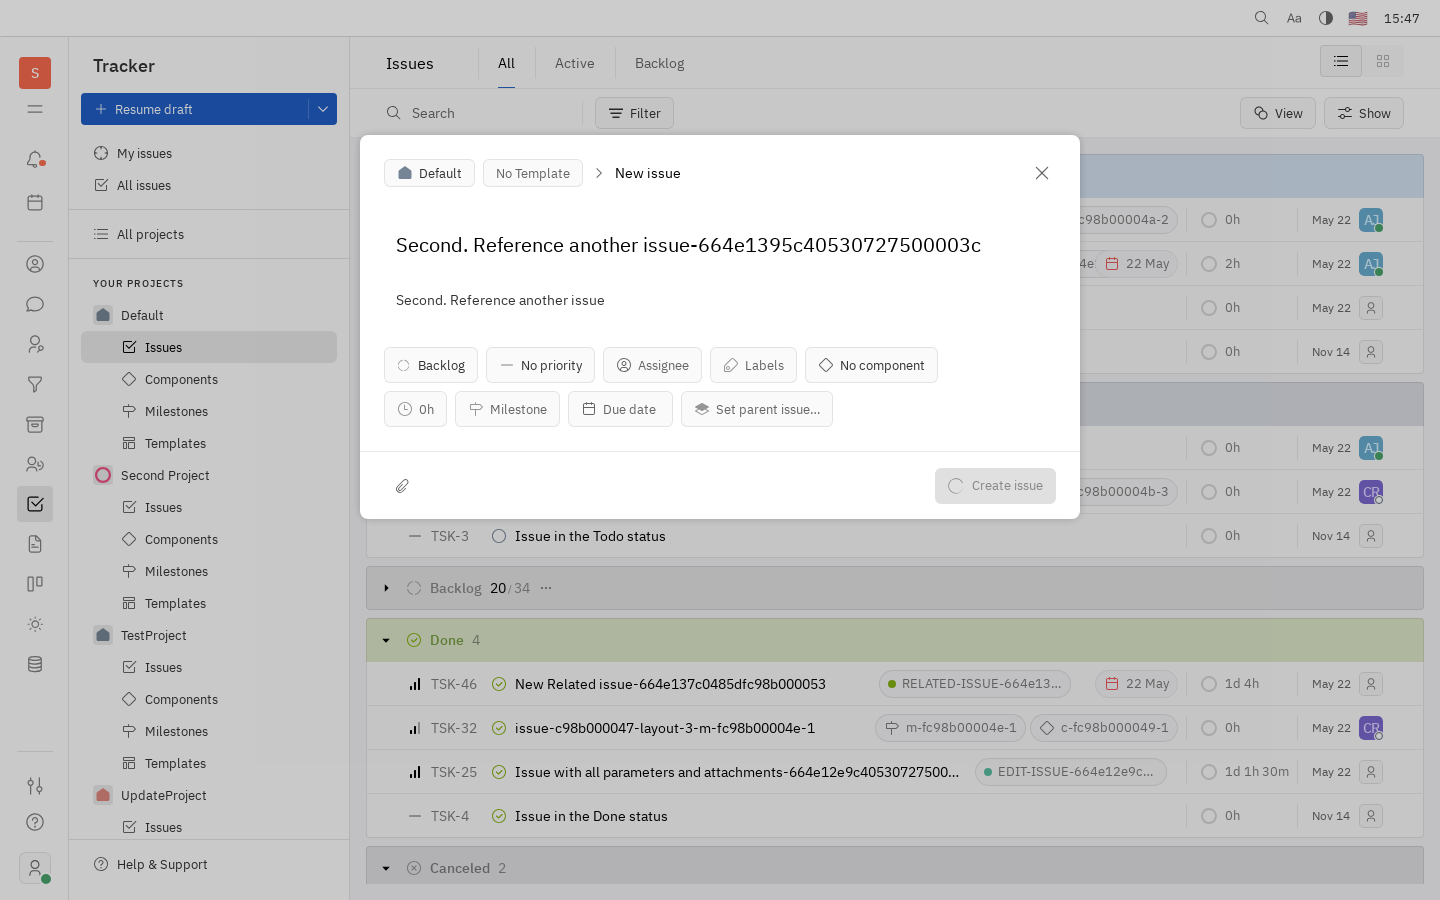 Aa
15:47
S
Tracker
Resume draft
My issues
All issues
All projects
YOUR PROJECTS
Default
Issues
Components
Milestones
Templates
Second Project
Issues
Components
Milestones
Templates
TestProject
Issues
Components
Milestones
Templates
UpdateProject
Issues
Help & Support
Issues
All
Active
Backlog
Search
Filter
View
Show
Default
No Template
New issue
Second. Reference another issue-664e1395c40530727500003c
Second. Reference another issue
Backlog
No priority
Assignee
Labels
No component
0h
Milestone
Due date
Set parent issue...
Create issue
fc98b00004a-2 0h May 22 AJ
22 May 2h May 22 AJ
0h May 22
0h Nov 14
0h May 22 AJ
c98b00004b-3 0h May 22 CR
TSK-3 Issue in the Todo status 0h Nov 14
Backlog 20/34 ...
Done 4
TSK-46 New Related issue-664e137c0485dfc98b000053 RELATED-ISSUE-664e13... 22 May 1d 4h May 22
TSK-32 issue-c98b000047-layout-3-m-fc98b00004e-1 m-fc98b00004e-1 c-fc98b000049-1 0h May 22 CR
TSK-25 Issue with all parameters and attachments-664e12e9c40530727500... EDIT-ISSUE-664e12e9c... 1d 1h 30m May 22
TSK-4 Issue in the Done status 0h Nov 14
Canceled 2